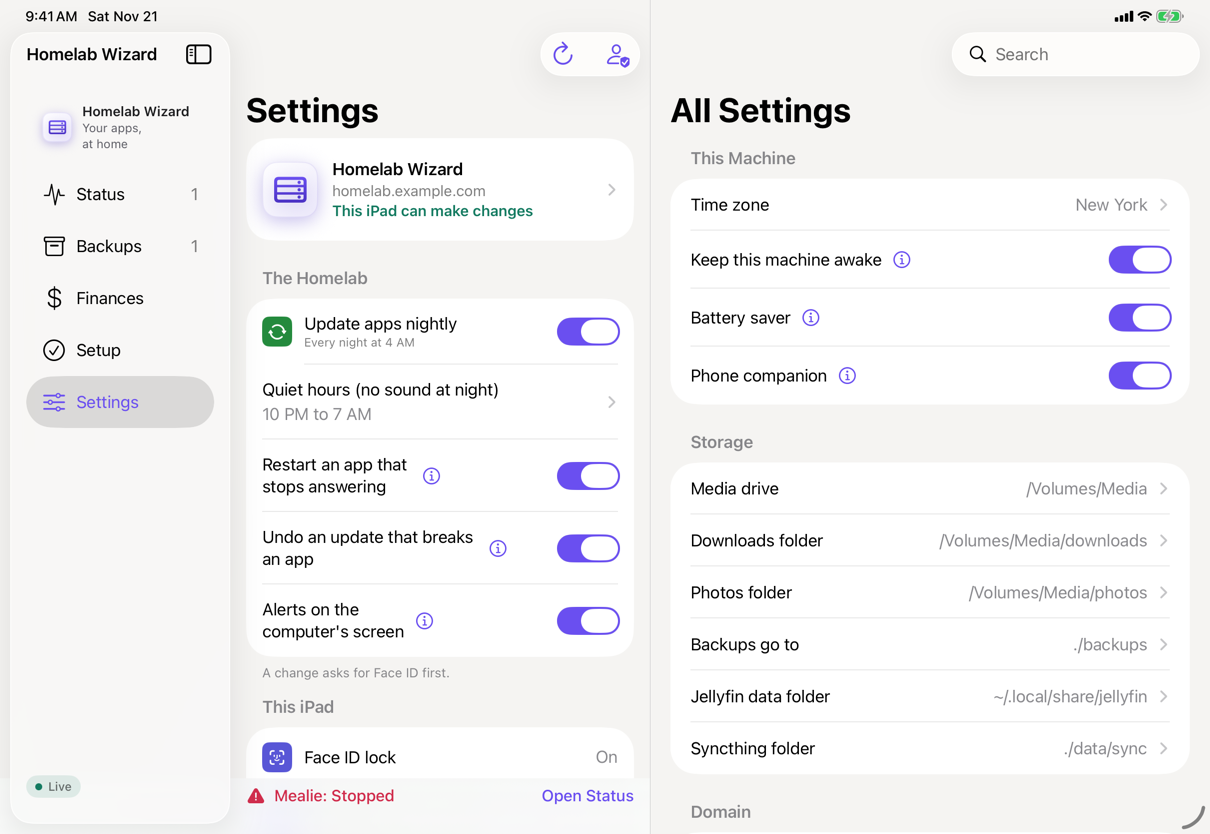 9:41 AM Sat Nov 21
Homelab Wizard
Homelab Wizard
Your apps,
at home
Status 1
Backups 1
Finances
Setup
Settings
Live
Settings
Homelab Wizard
homelab.example.com
This iPad can make changes
The Homelab
Update apps nightly
Every night at 4 AM
Quiet hours (no sound at night)
10 PM to 7 AM
Restart an app that
stops answering
Undo an update that breaks
an app
Alerts on the
computer's screen
A change asks for Face ID first.
This iPad
Face ID lock On
Mealie: Stopped Open Status
Search
All Settings
This Machine
Time zone New York
Keep this machine awake
Battery saver
Phone companion
Storage
Media drive /Volumes/Media
Downloads folder /Volumes/Media/downloads
Photos folder /Volumes/Media/photos
Backups go to ./backups
Jellyfin data folder ~/.local/share/jellyfin
Syncthing folder ./data/sync
Domain